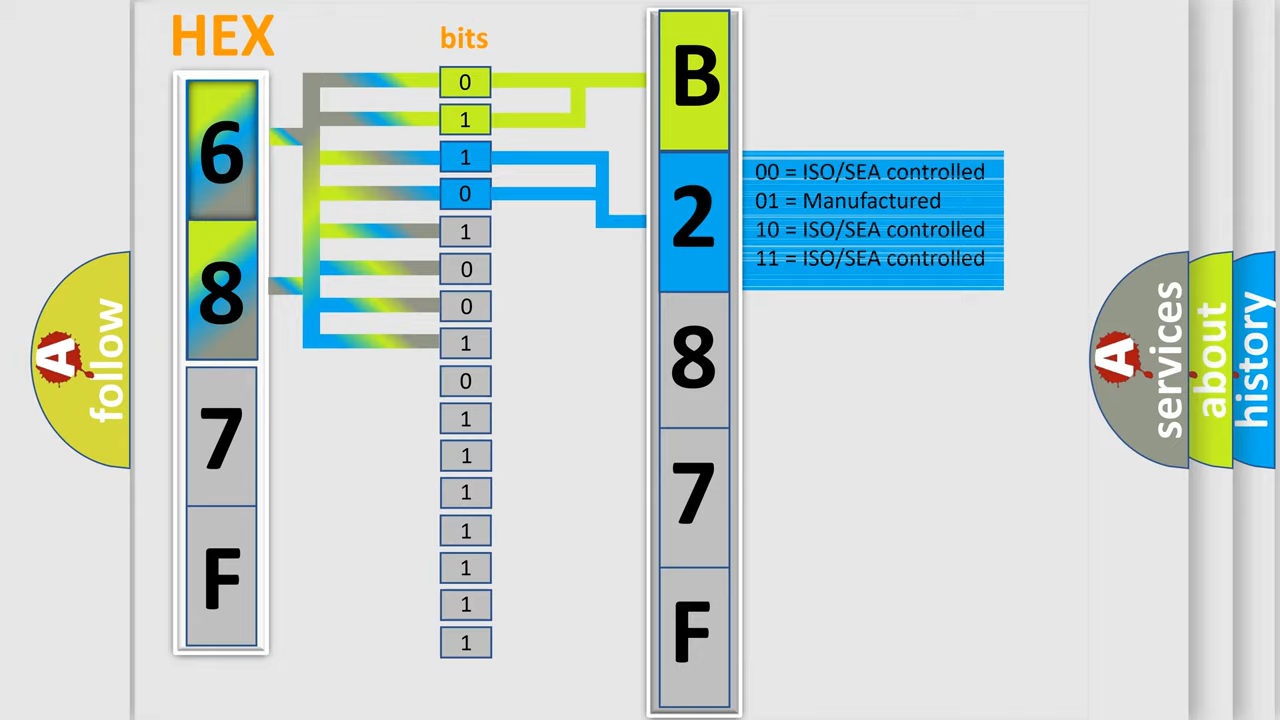 HEX
bits
6
8
7
F
0
1
1
0
1
0
0
1
0
1
1
1
1
1
1
1
B
2
8
7
F
00 = ISO/SEA controlled
01 = Manufactured
10 = ISO/SEA controlled
11 = ISO/SEA controlled
A
follow
A
services
about
history